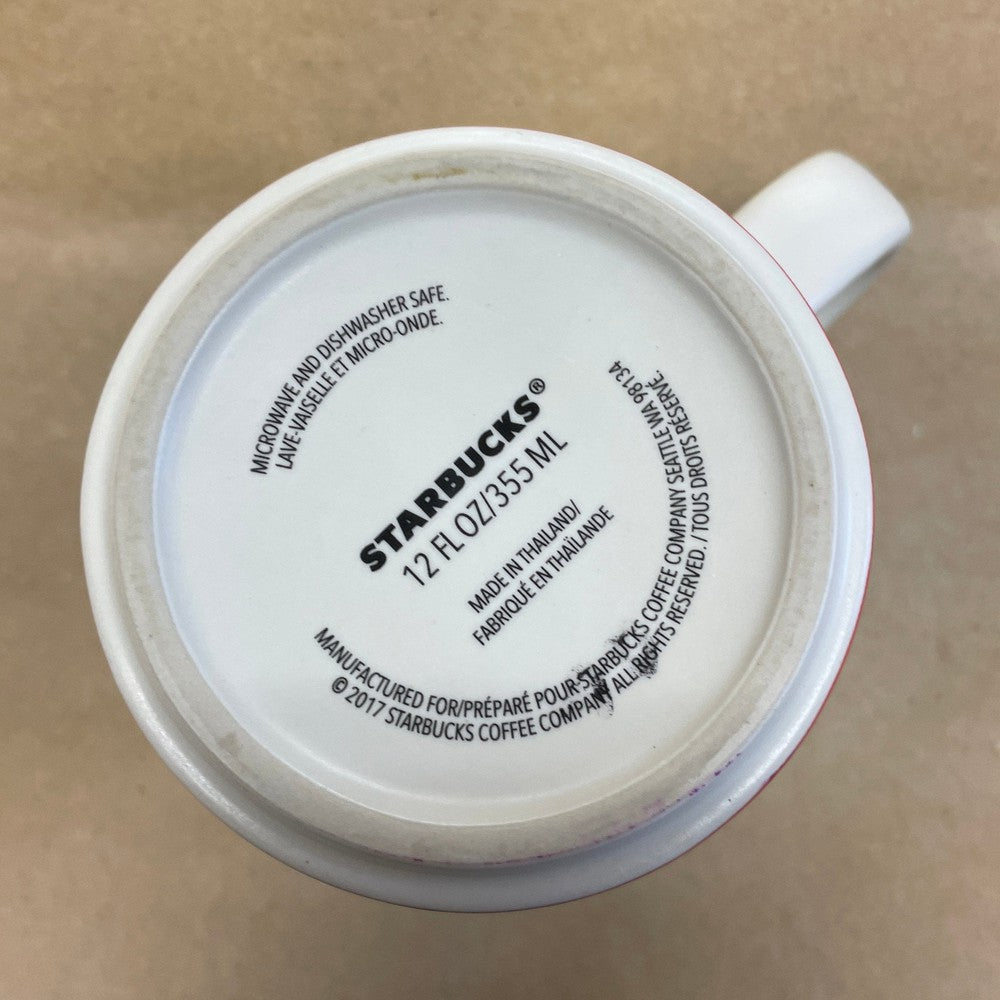 MICROWAVE AND DISHWASHER SAFE.
LAVE-VAISELLE ET MICRO-ONDE.
STARBUCKS®
12 FL OZ/355 ML
MADE IN THAILAND/
FABRIQUÉ EN THAÏLANDE
MANUFACTURED FOR/PRÉPARÉ POUR STARBUCKS COFFEE COMPANY SEATTLE WA 98134
© 2017 STARBUCKS COFFEE COMPANY ALL RIGHTS RESERVED. / TOUS DROITS RÉSERVÉ.